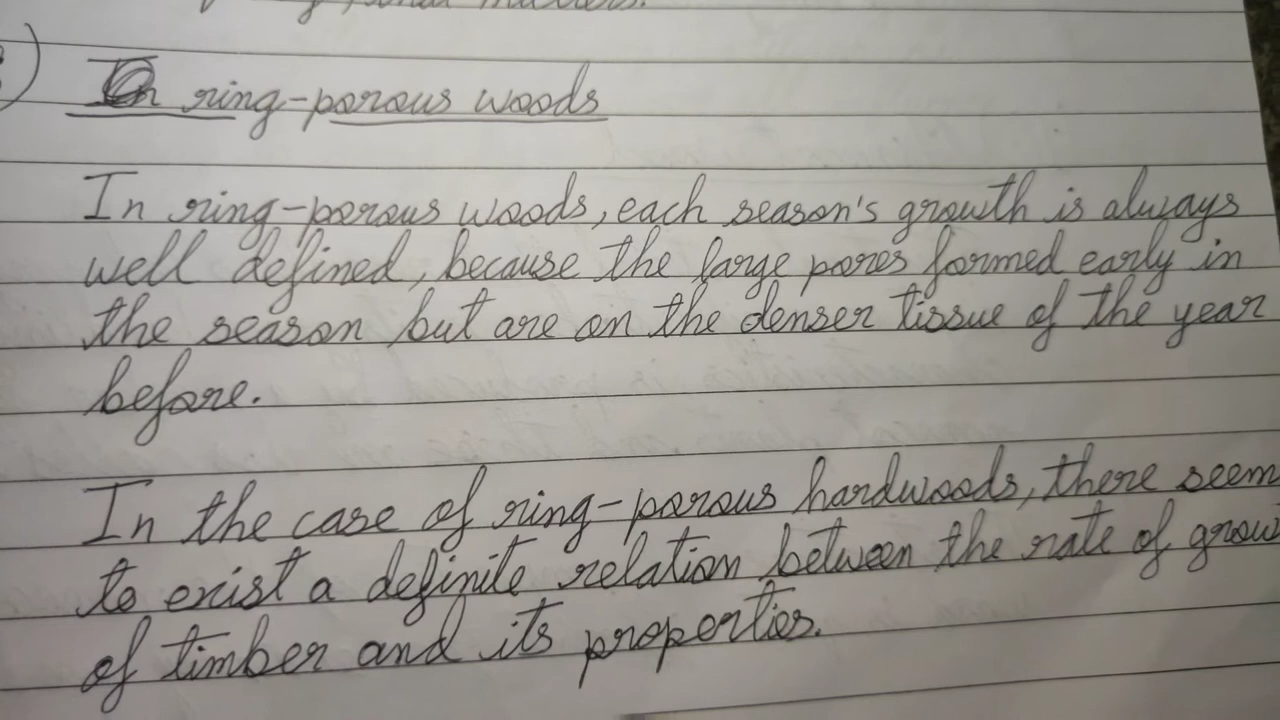 In ring-porous woods
In ring-porous woods, each season's growth is always
well defined, because the large pores formed early in
the season but are on the denser tissue of the year
before.
In the case of ring-porous hardwoods, there seem
to exist a definite relation between the rate of grow
of timber and its properties.